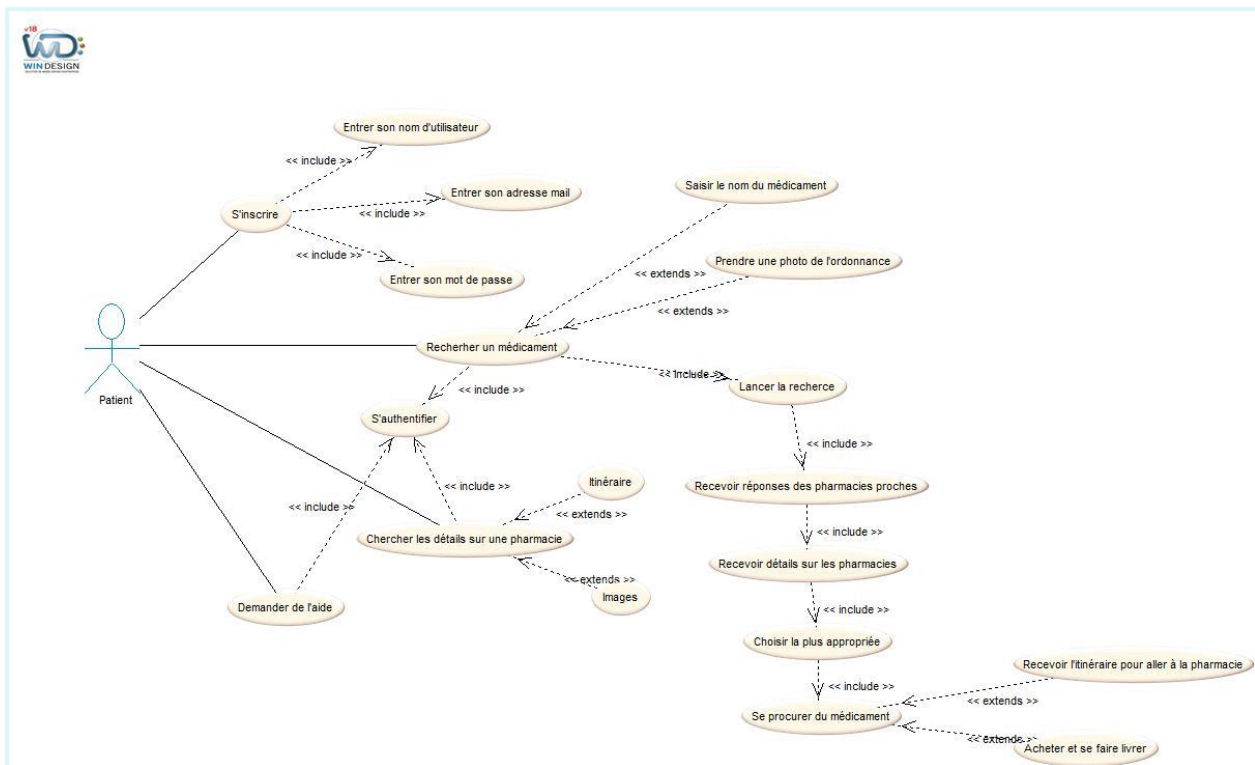 v18
WIN DESIGN
Entrer son nom d'utilisateur
<< include >>
Saisir le nom du médicament
Entrer son adresse mail
S'inscrire
<< include >>
<< include >>
Prendre une photo de l'ordonnance
<< extends >>
Entrer son mot de passe
<< extends >>
Recherher un médicament
<< include >>
Lancer la recherce
<< include >>
Patient
S'authentifier
<< include >>
Itinéraire
<< include >>
Recevoir réponses des pharmacies proches
<< include >>
<< extends >>
Chercher les détails sur une pharmacie
<< include >>
Recevoir détails sur les pharmacies
<< extends >>
Images
Demander de l'aide
<< include >>
Choisir la plus appropriée
Recevoir l'itinéraire pour aller à la pharmacie
<< include >>
<< extends >>
Se procurer du médicament
<< extends >>
Acheter et se faire livrer